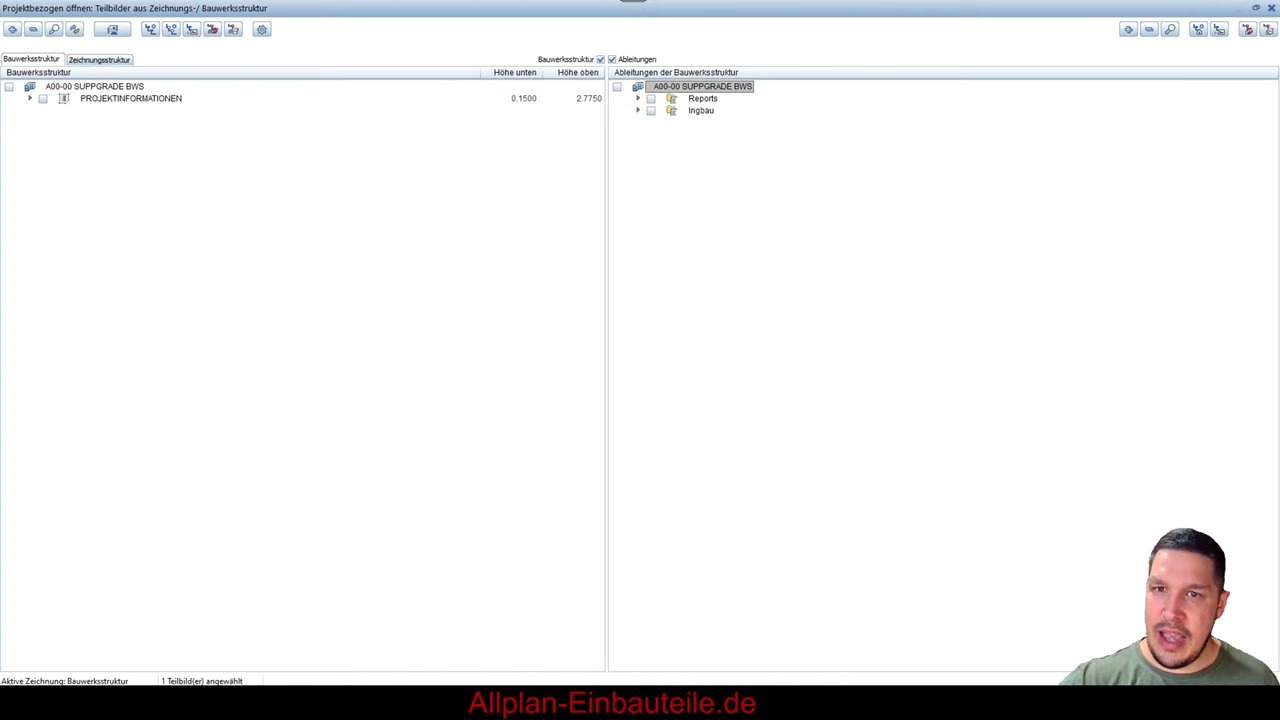 Projektbezogen öffnen: Teilbilder aus Zeichnungs-/ Bauwerksstruktur
Bauwerksstruktur
Zeichnungsstruktur
Bauwerksstruktur
Ableitungen
Bauwerksstruktur
Höhe unten
Höhe oben
A00-00 SUPPGRADE BWS
PROJEKTINFORMATIONEN
0.1500
2.7750
Ableitungen der Bauwerksstruktur
A00-00 SUPPGRADE BWS
Reports
Ingbau
Aktive Zeichnung: Bauwerksstruktur
1 Teilbild(er) angewählt
Allplan-Einbauteile.de